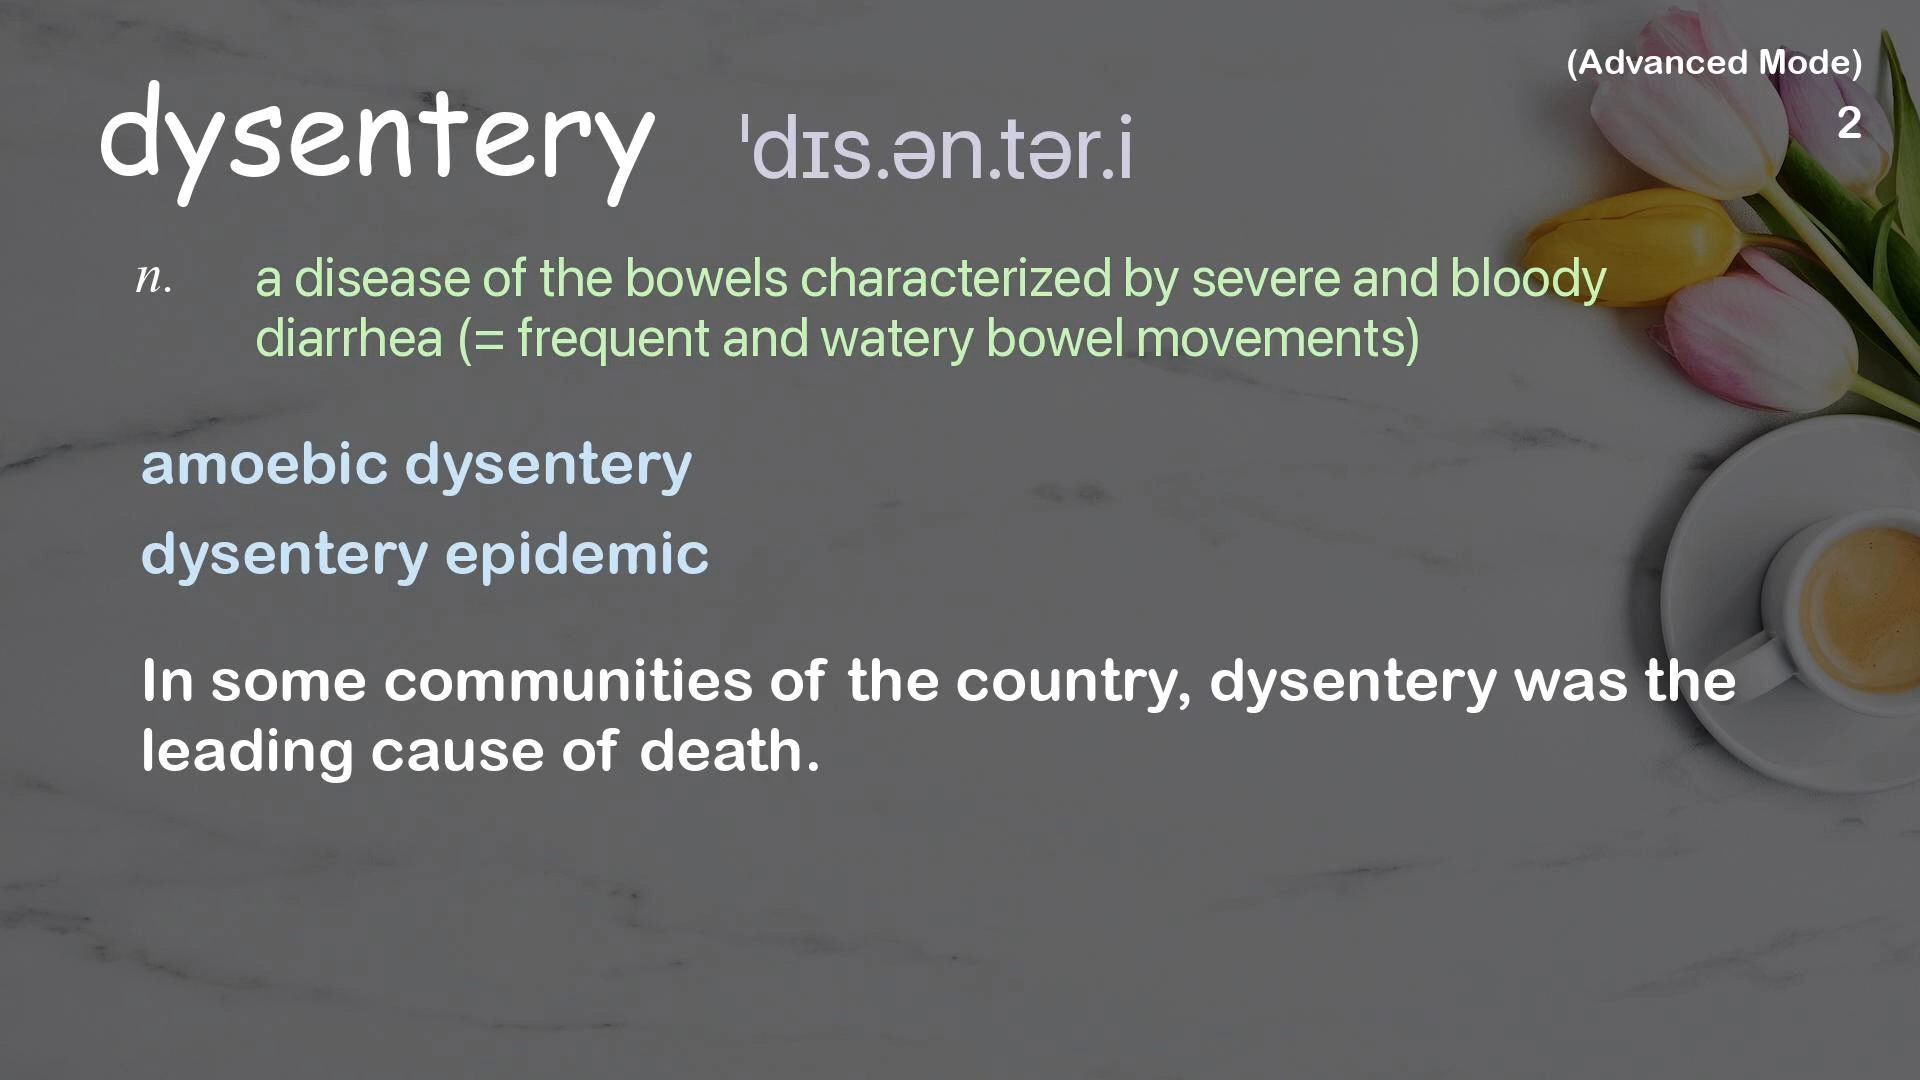 (Advanced Mode)
dysentery ˈdɪs.ən.tər.i
2
n. a disease of the bowels characterized by severe and bloody
diarrhea (= frequent and watery bowel movements)
amoebic dysentery
dysentery epidemic
In some communities of the country, dysentery was the
leading cause of death.